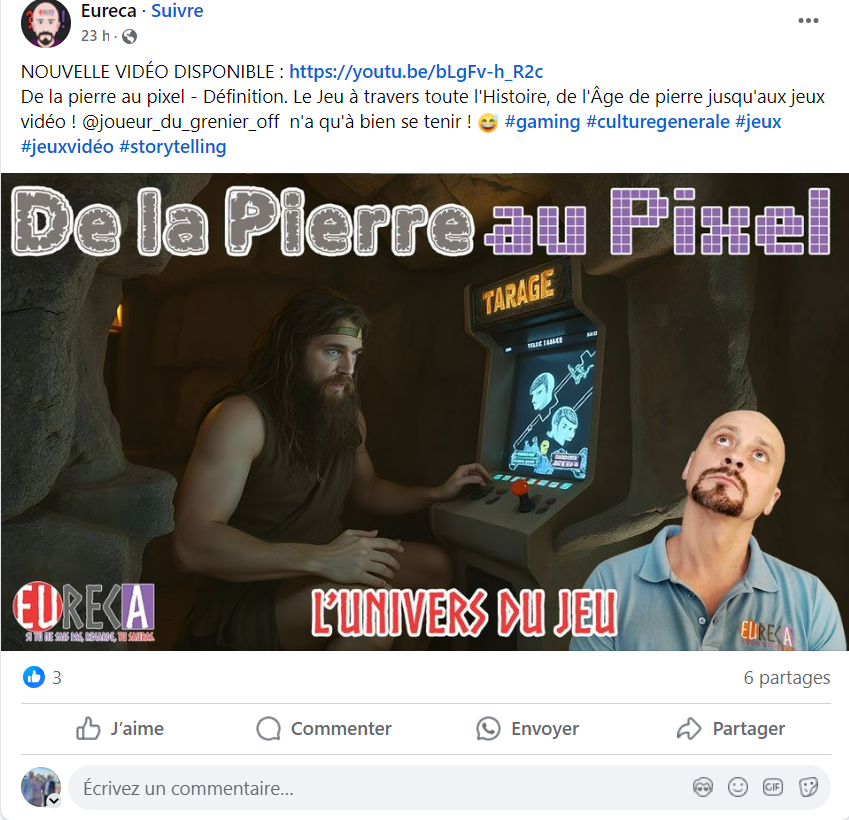 Eureca · Suivre
23 h ·
NOUVELLE VIDÉO DISPONIBLE : https://youtu.be/bLgFv-h_R2c
De la pierre au pixel - Définition. Le Jeu à travers toute l'Histoire, de l'Âge de pierre jusqu'aux jeux
vidéo ! @joueur_du_grenier_off n'a qu'à bien se tenir ! 😅 #gaming #culturegenerale #jeux
#jeuxvidéo #storytelling
De la Pierre au Pixel
TARAGE
EURECA
SI TU NE SAIS PAS, REGARDE, TU SAURAS.
L'UNIVERS DU JEU
EURECA
3
6 partages
J'aime
Commenter
Envoyer
Partager
Écrivez un commentaire...
GIF